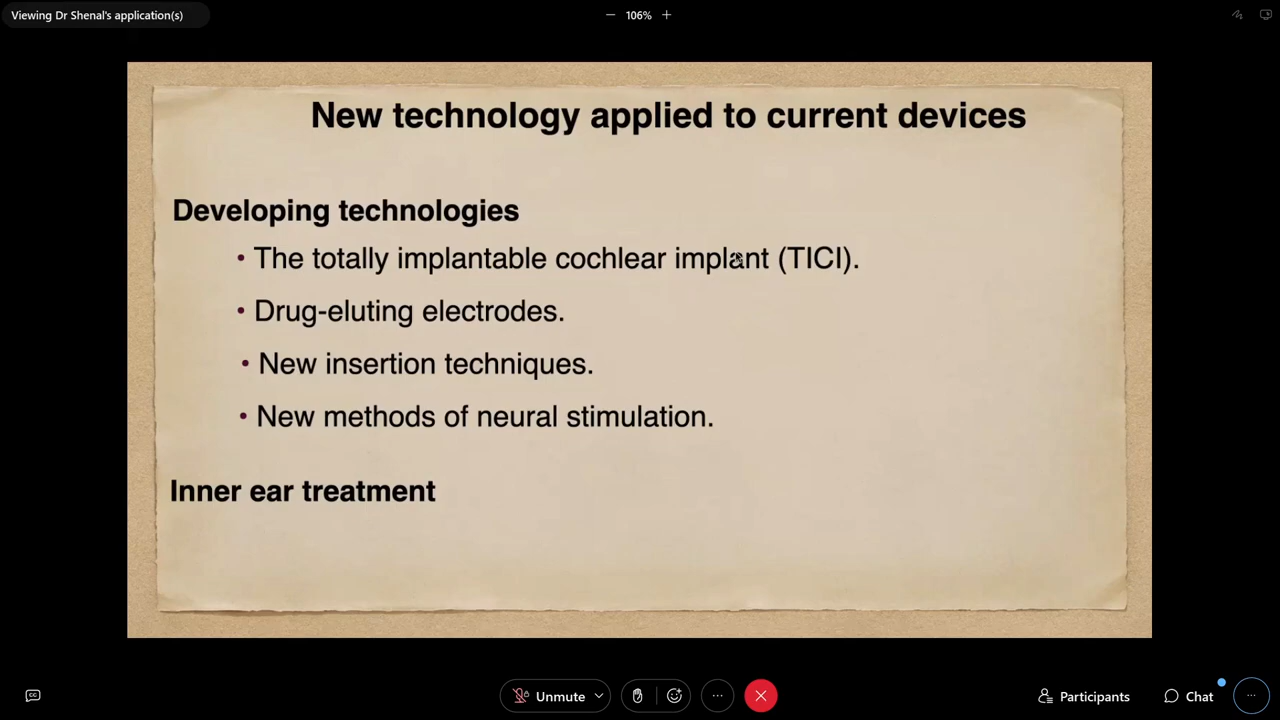 Viewing Dr Shenal's application(s)
− 106% +
New technology applied to current devices
Developing technologies
• The totally implantable cochlear implant (TICI).
• Drug-eluting electrodes.
• New insertion techniques.
• New methods of neural stimulation.
Inner ear treatment
CC
Unmute
Participants
Chat